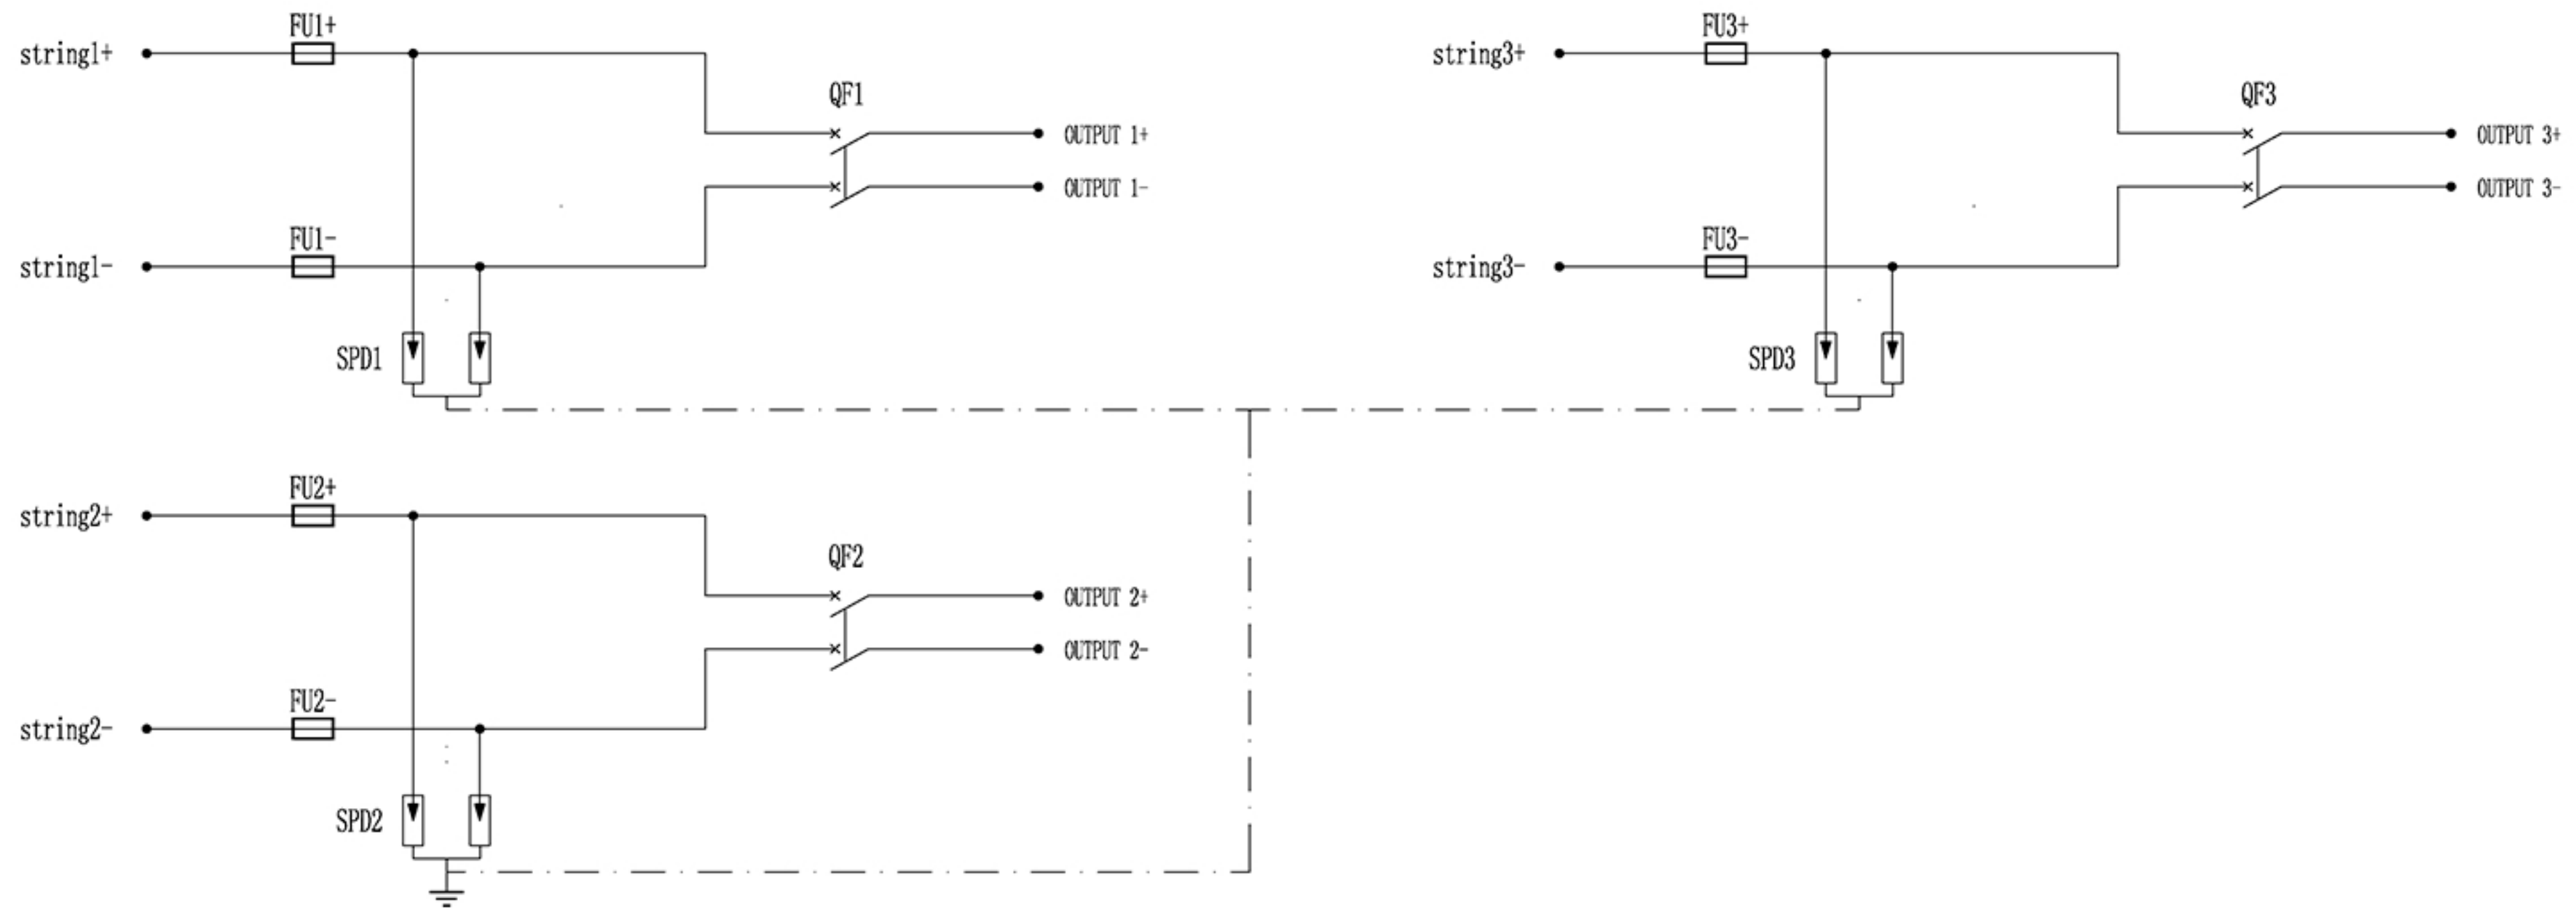 FU1+
string1+
QF1
OUTPUT 1+
OUTPUT 1-
FU1-
string1-
SPD1
FU3+
string3+
QF3
OUTPUT 3+
OUTPUT 3-
FU3-
string3-
SPD3
FU2+
string2+
QF2
OUTPUT 2+
OUTPUT 2-
FU2-
string2-
SPD2